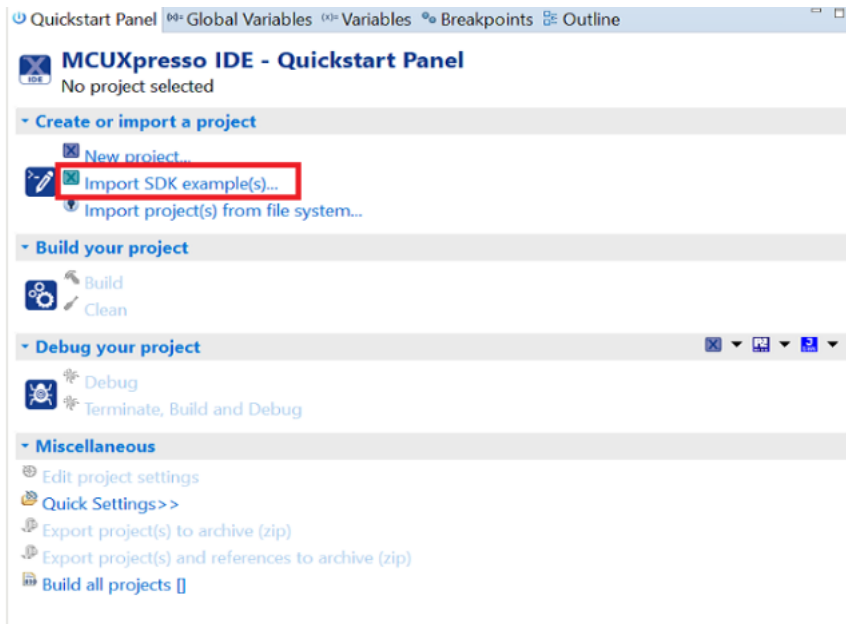 Quickstart Panel (x)= Global Variables (x)= Variables Breakpoints Outline
MCUXpresso IDE - Quickstart Panel
IDE
No project selected
Create or import a project
New project...
Import SDK example(s)...
Import project(s) from file system...
Build your project
Build
Clean
Debug your project
Debug
Terminate, Build and Debug
Miscellaneous
Edit project settings
Quick Settings>>
Export project(s) to archive (zip)
Export project(s) and references to archive (zip)
Build all projects []